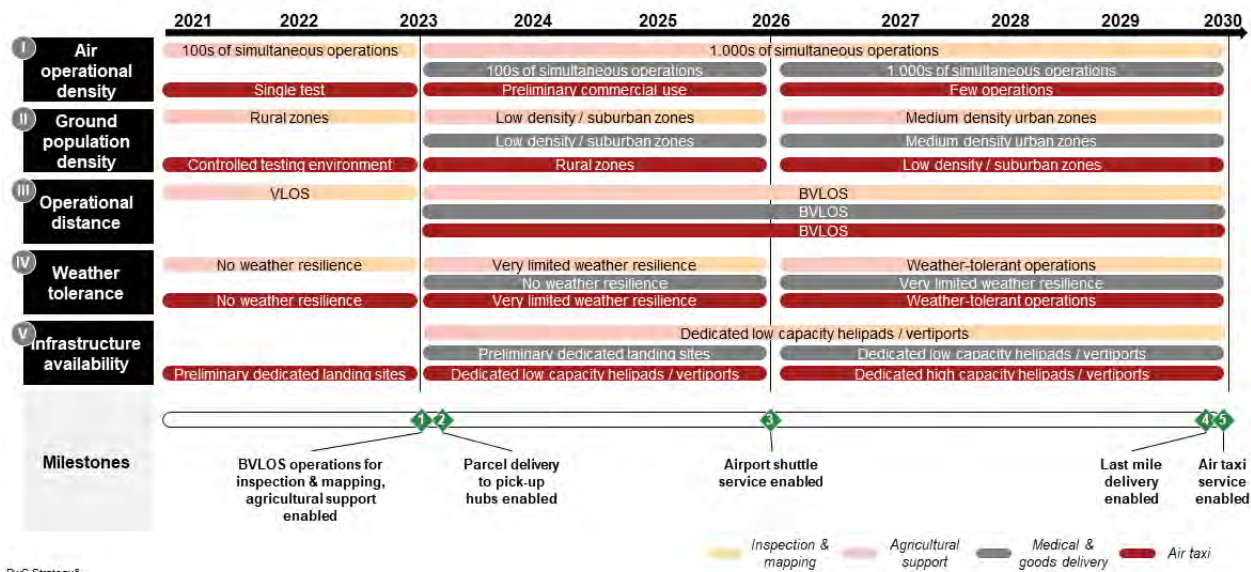 2021 2022 2023 2024 2025 2026 2027 2028 2029 2030
I
Air
operational
density
100s of simultaneous operations
1.000s of simultaneous operations
100s of simultaneous operations
1.000s of simultaneous operations
Single test
Preliminary commercial use
Few operations
II
Ground
population
density
Rural zones
Low density / suburban zones
Medium density urban zones
Low density / suburban zones
Medium density urban zones
Controlled testing environment
Rural zones
Low density / suburban zones
III
Operational
distance
VLOS
BVLOS
BVLOS
BVLOS
IV
Weather
tolerance
No weather resilience
Very limited weather resilience
Weather-tolerant operations
No weather resilience
Very limited weather resilience
No weather resilience
Very limited weather resilience
Weather-tolerant operations
V
Infrastructure
availability
Dedicated low capacity helipads / vertiports
Preliminary dedicated landing sites
Dedicated low capacity helipads / vertiports
Preliminary dedicated landing sites
Dedicated low capacity helipads / vertiports
Dedicated high capacity helipads / vertiports
Milestones
1 2 3 4 5
BVLOS operations for
inspection & mapping,
agricultural support
enabled
Parcel delivery
to pick-up
hubs enabled
Airport shuttle
service enabled
Last mile
delivery
enabled
Air taxi
service
enabled
Inspection &
mapping
Agricultural
support
Medical &
goods delivery
Air taxi
PwC Strategy&